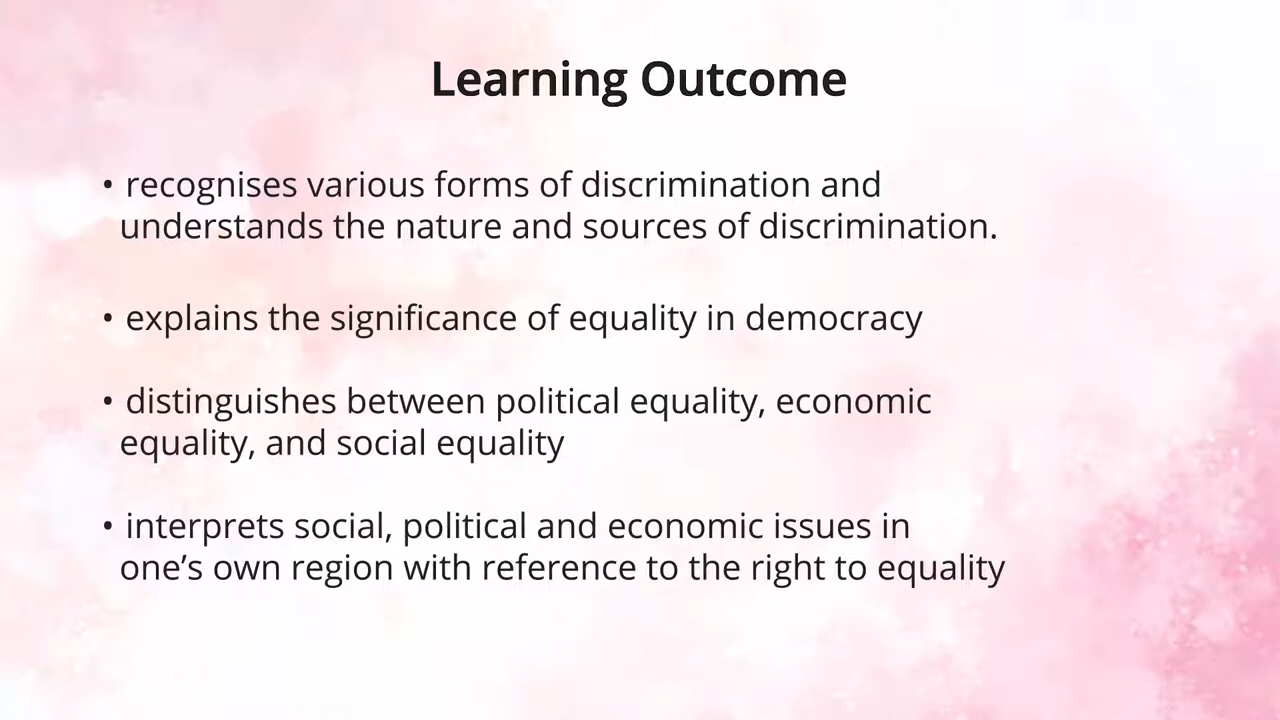 Learning Outcome
• recognises various forms of discrimination and
understands the nature and sources of discrimination.
• explains the significance of equality in democracy
• distinguishes between political equality, economic
equality, and social equality
• interprets social, political and economic issues in
one’s own region with reference to the right to equality